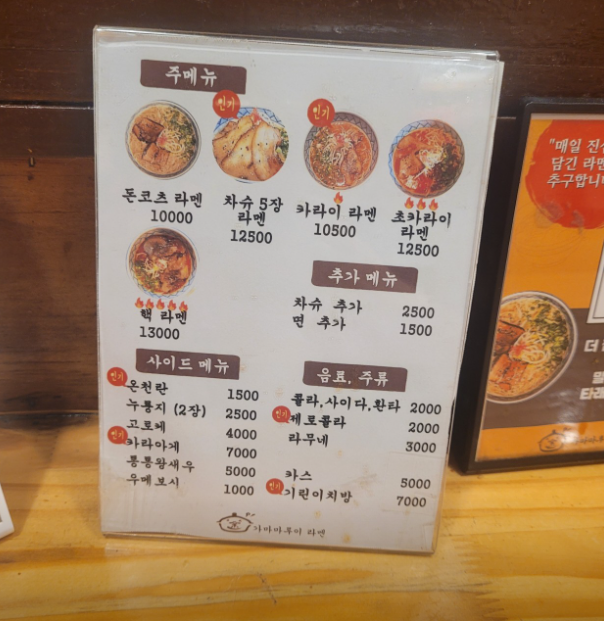 주메뉴
인기
인기
돈코츠 라멘
10000
차슈 5장
라멘
12500
카라이 라멘
10500
초카라이
라멘
12500
핵 라멘
13000
추가 메뉴
차슈 추가 2500
면 추가 1500
사이드 메뉴
인기
온천란 1500
누룽지 (2장) 2500
고로케 4000
인기
카라아게 7000
통통왕새우 5000
우메보시 1000
음료, 주류
콜라,사이다,환타 2000
인기
제로콜라 2000
라무네 3000
카스 5000
인기
기린이치방 7000
라멘
"매일 진
담긴 라멘
추구합니
더